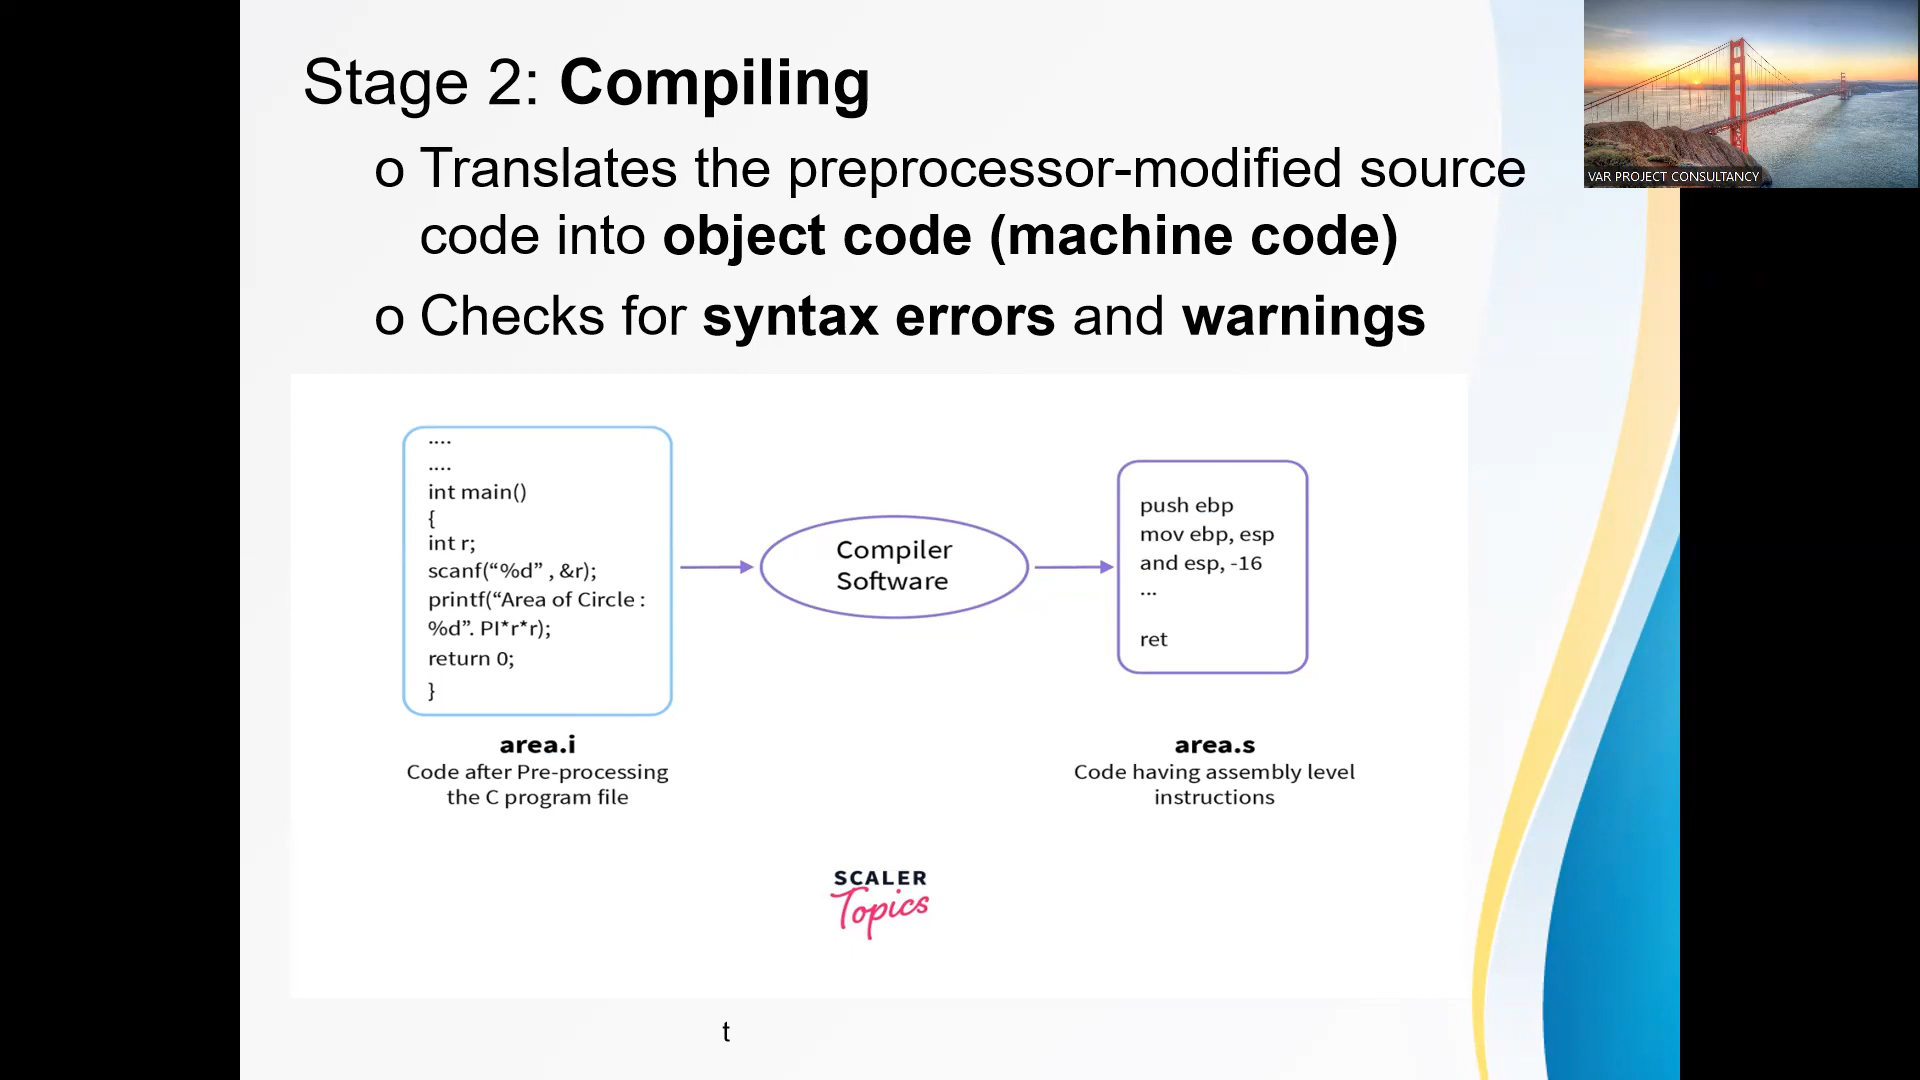 Stage 2: Compiling
o Translates the preprocessor-modified source
code into object code (machine code)
o Checks for syntax errors and warnings
VAR PROJECT CONSULTANCY
....
....
int main()
{
int r;
scanf(“%d” , &r);
printf(“Area of Circle :
%d”. PI*r*r);
return 0;
}
area.i
Code after Pre-processing
the C program file
Compiler
Software
push ebp
mov ebp, esp
and esp, -16
...
ret
area.s
Code having assembly level
instructions
SCALER
Topics
t